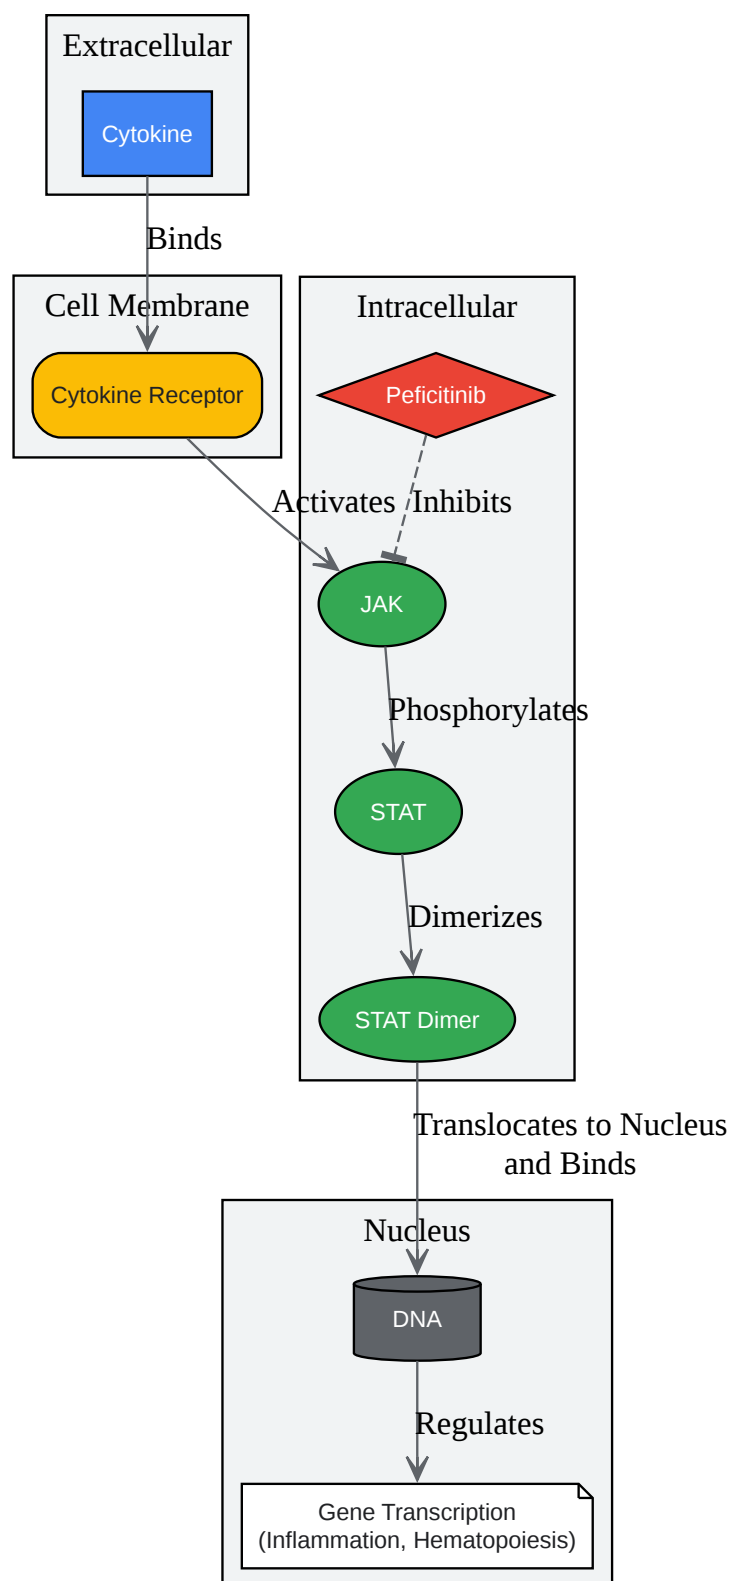 Extracellular
Cytokine
Binds
Cell Membrane
Cytokine Receptor
Intracellular
Peficitinib
Activates
Inhibits
JAK
Phosphorylates
STAT
Dimerizes
STAT Dimer
Translocates to Nucleus
and Binds
Nucleus
DNA
Regulates
Gene Transcription
(Inflammation, Hematopoiesis)